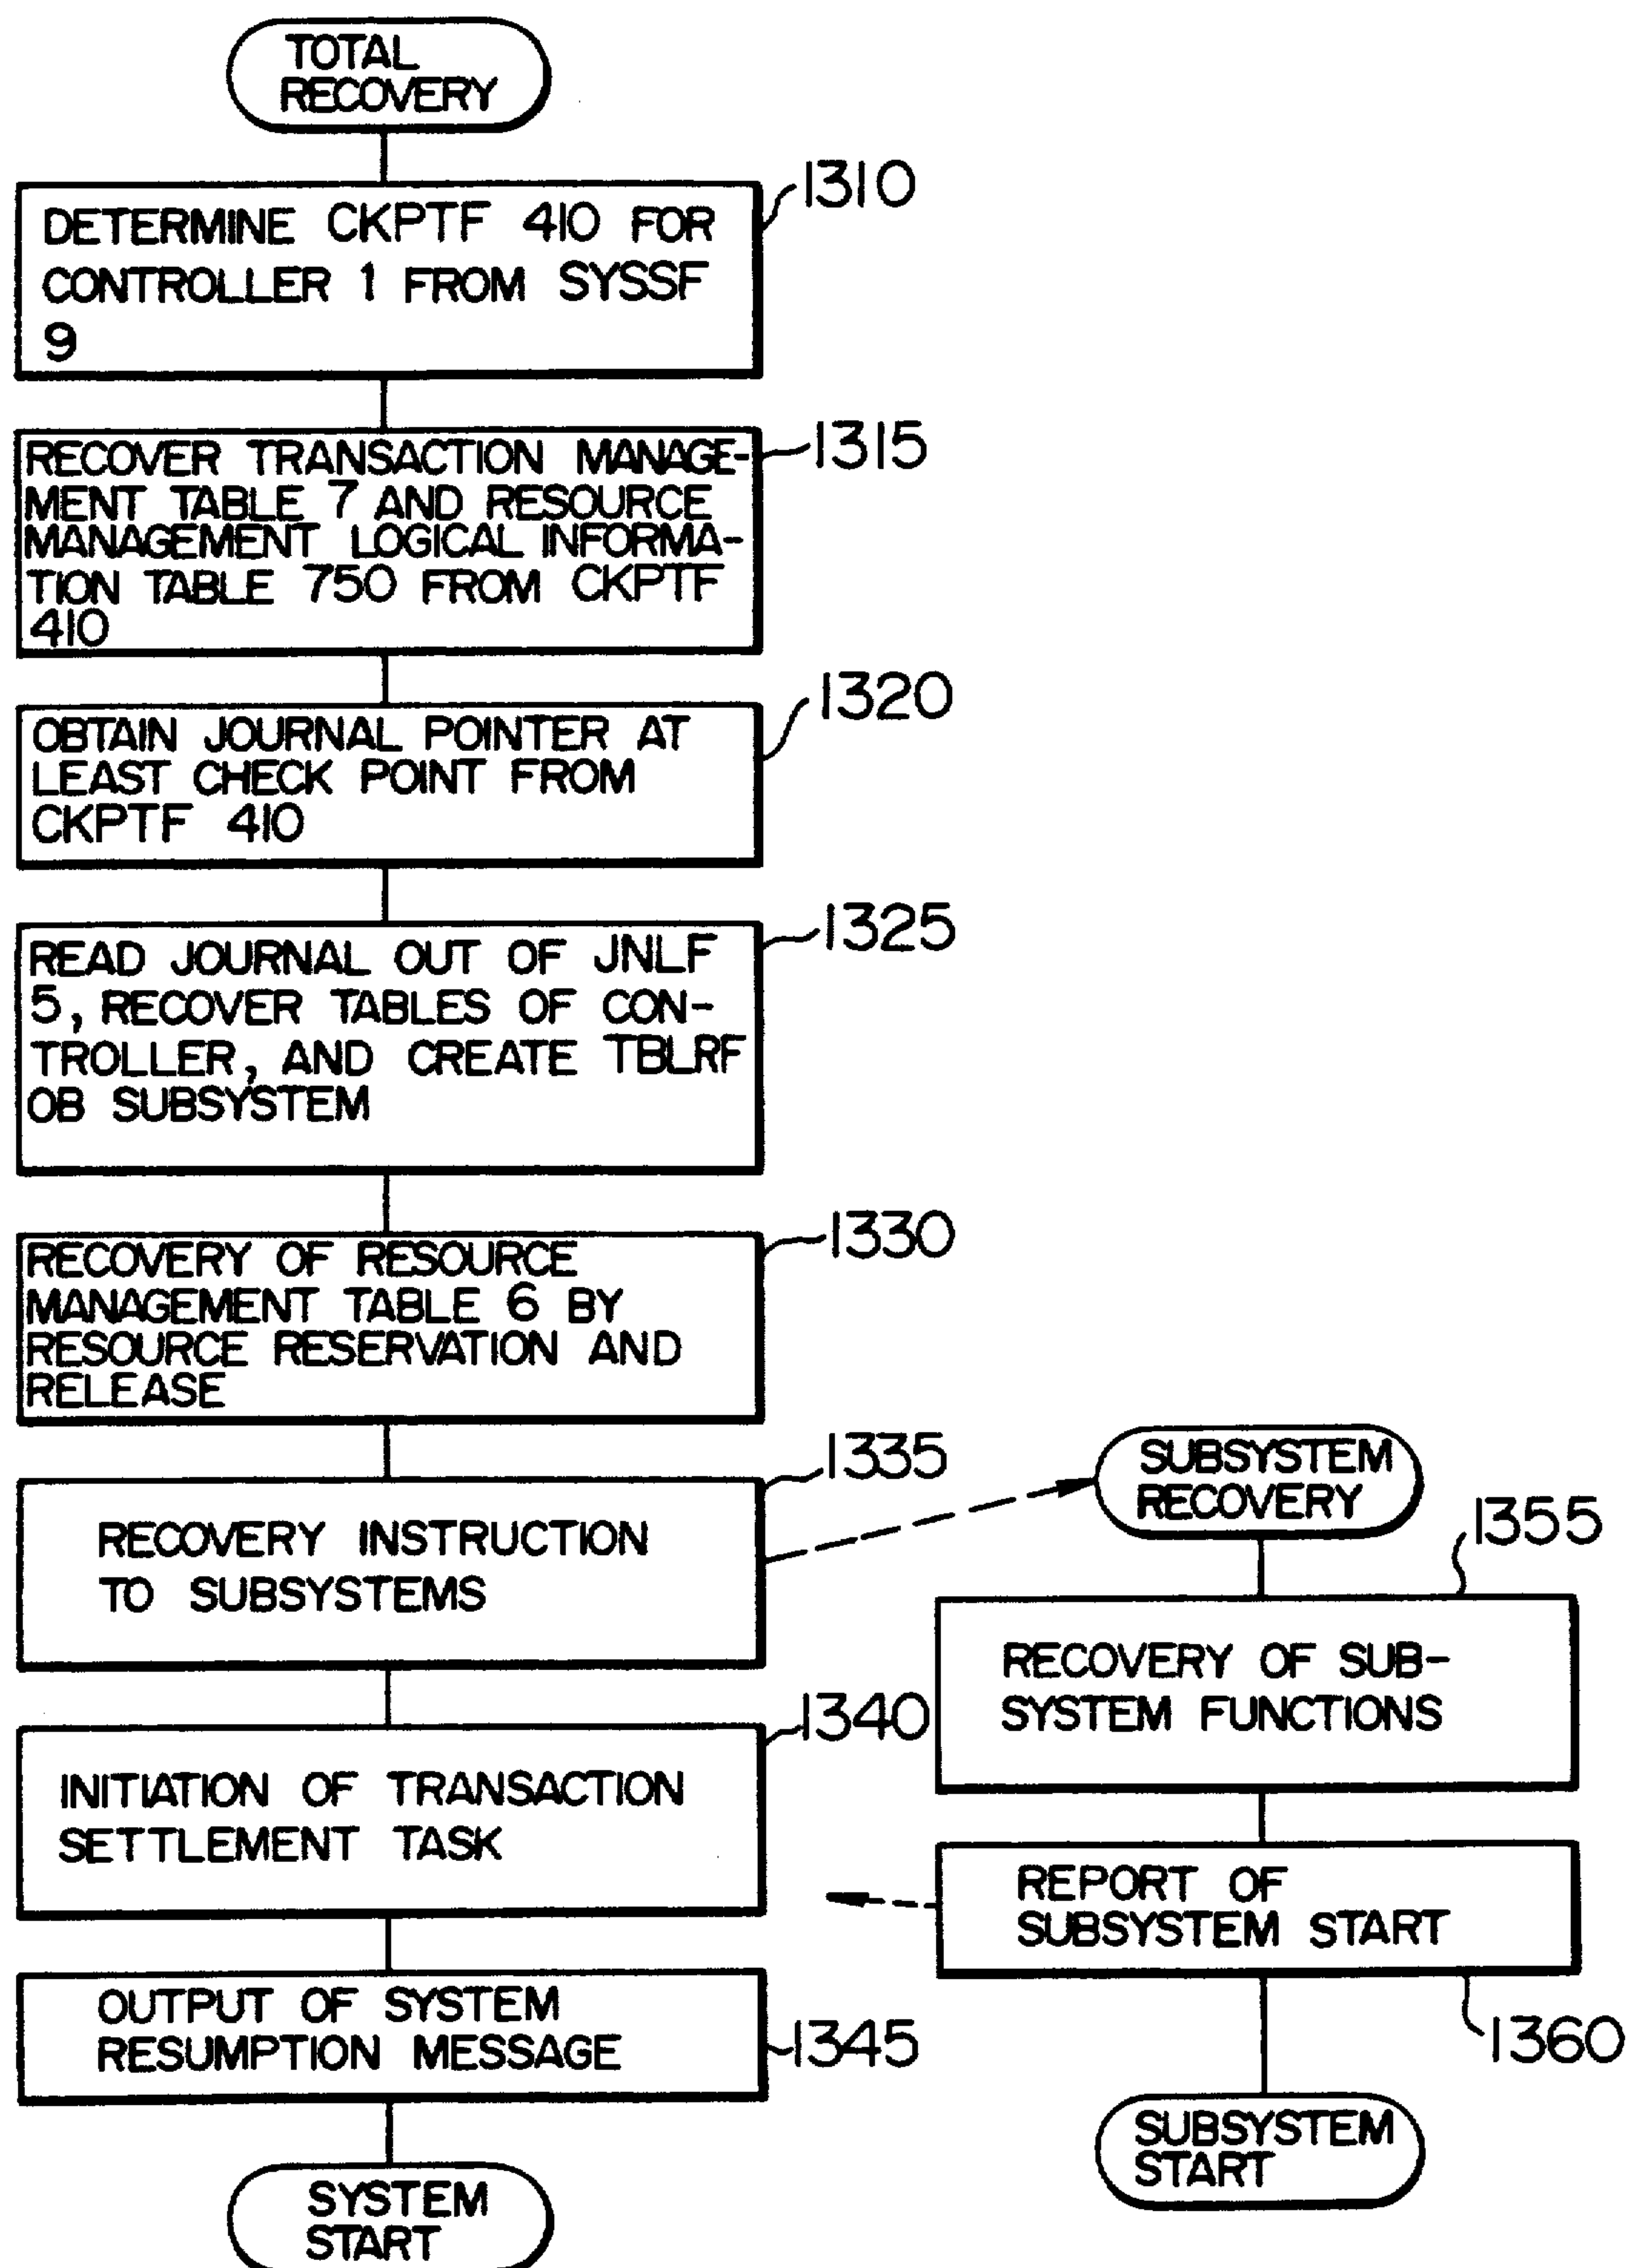 TOTAL
RECOVERY
1310
DETERMINE CKPTF 410 FOR
CONTROLLER 1 FROM SYSSF
9
1315
RECOVER TRANSACTION MANAGE-
MENT TABLE 7 AND RESOURCE
MANAGEMENT LOGICAL INFORMA-
TION TABLE 750 FROM CKPTF
410
1320
OBTAIN JOURNAL POINTER AT
LEAST CHECK POINT FROM
CKPTF 410
1325
READ JOURNAL OUT OF JNLF
5, RECOVER TABLES OF CON-
TROLLER, AND CREATE TBLRF
OB SUBSYSTEM
1330
RECOVERY OF RESOURCE
MANAGEMENT TABLE 6 BY
RESOURCE RESERVATION AND
RELEASE
1335
RECOVERY INSTRUCTION
TO SUBSYSTEMS
1340
INITIATION OF TRANSACTION
SETTLEMENT TASK
OUTPUT OF SYSTEM
RESUMPTION MESSAGE
1345
SYSTEM
START
SUBSYSTEM
RECOVERY
1355
RECOVERY OF SUB-
SYSTEM FUNCTIONS
REPORT OF
SUBSYSTEM START
1360
SUBSYSTEM
START